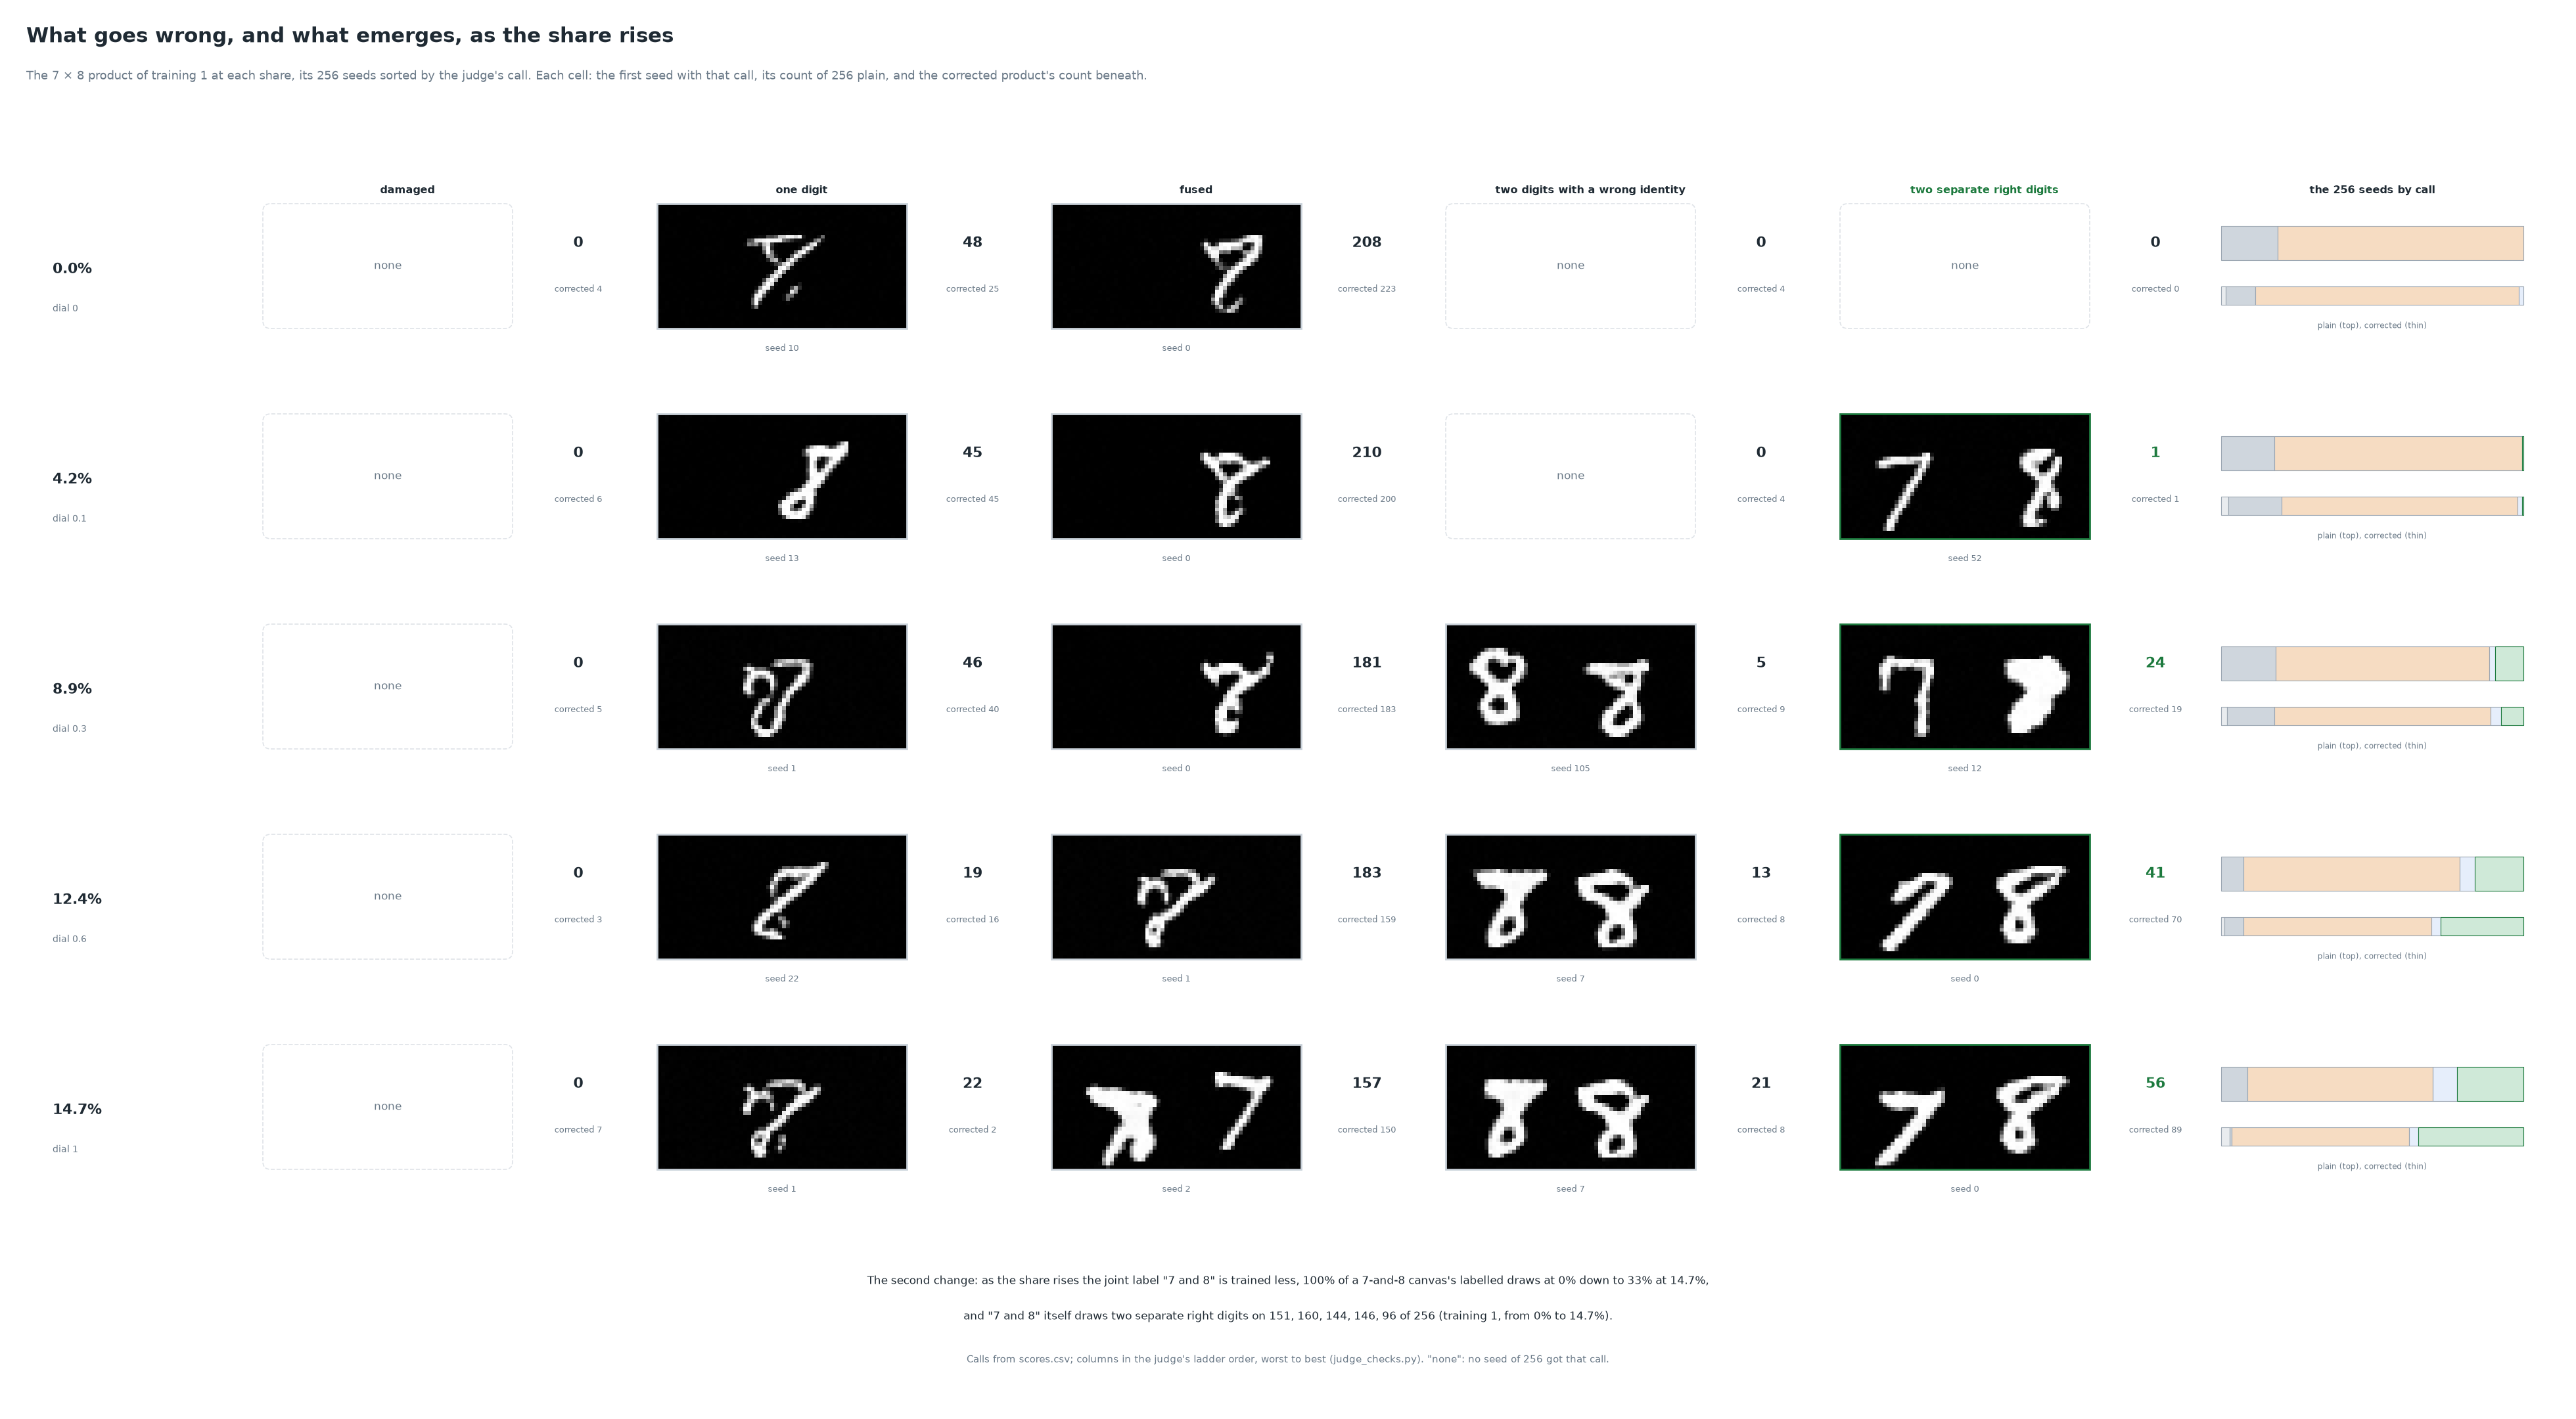 What goes wrong, and what emerges, as the share rises
The 7 × 8 product of training 1 at each share, its 256 seeds sorted by the judge's call. Each cell: the first seed with that call, its count of 256 plain, and the corrected product's count beneath.
damaged one digit fused two digits with a wrong identity two separate right digits the 256 seeds by call
0.0%
dial 0
none
0
corrected 4
seed 10
48
corrected 25
seed 0
208
corrected 223
none
0
corrected 4
none
0
corrected 0
plain (top), corrected (thin)
4.2%
dial 0.1
none
0
corrected 6
seed 13
45
corrected 45
seed 0
210
corrected 200
none
0
corrected 4
7 8
seed 52
1
corrected 1
plain (top), corrected (thin)
8.9%
dial 0.3
none
0
corrected 5
seed 1
46
corrected 40
seed 0
181
corrected 183
seed 105
5
corrected 9
seed 12
24
corrected 19
plain (top), corrected (thin)
12.4%
dial 0.6
none
0
corrected 3
seed 22
19
corrected 16
seed 1
183
corrected 159
seed 7
13
corrected 8
7 8
seed 0
41
corrected 70
plain (top), corrected (thin)
14.7%
dial 1
none
0
corrected 7
seed 1
22
corrected 2
seed 2
157
corrected 150
seed 7
21
corrected 8
7 8
seed 0
56
corrected 89
plain (top), corrected (thin)
The second change: as the share rises the joint label "7 and 8" is trained less, 100% of a 7-and-8 canvas's labelled draws at 0% down to 33% at 14.7%,
and "7 and 8" itself draws two separate right digits on 151, 160, 144, 146, 96 of 256 (training 1, from 0% to 14.7%).
Calls from scores.csv; columns in the judge's ladder order, worst to best (judge_checks.py). "none": no seed of 256 got that call.